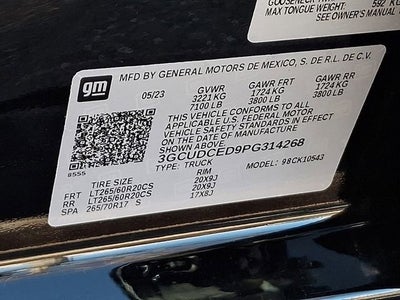 GOOSENECK
MAX TONGUE WEIGHT: 592 KG
SEE OWNER'S MANUAL
gm
MFD BY GENERAL MOTORS DE MEXICO, S. DE R.L. DE C.V.
05/23 GVWR GAWR FRT GAWR RR
3221 KG 1724 KG 1724 KG
7100 LB 3800 LB 3800 LB
THIS VEHICLE CONFORMS TO ALL
APPLICABLE U.S. FEDERAL MOTOR
VEHICLE SAFETY STANDARDS IN EFFECT
ON THE DATE OF MANUFACTURE
SHOWN ABOVE.
3GCUDCED9PG314268
8555
TYPE: TRUCK MODEL: 98CK10543
TIRE SIZE RIM
FRT LT265/60R20CS 20X9J
RR LT265/60R20CS 20X9J
SPA 265/70R17 S 17X8J